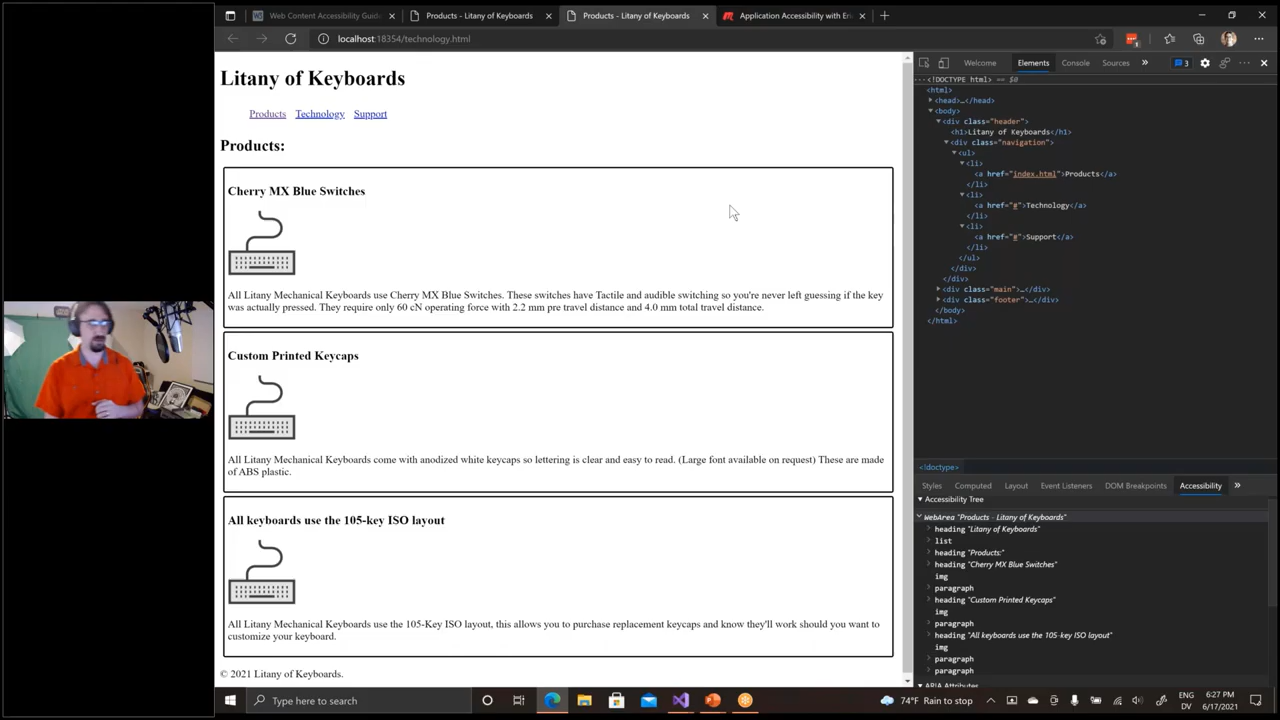 Web Content Accessibility Guid
Products - Litany of Keyboards
Products - Litany of Keyboards
Application Accessibility with En
localhost:18354/technology.html
Litany of Keyboards
Products Technology Support
Products:
Cherry MX Blue Switches
All Litany Mechanical Keyboards use Cherry MX Blue Switches. These switches have Tactile and audible switching so you're never left guessing if the key
was actually pressed. They require only 60 cN operating force with 2.2 mm pre travel distance and 4.0 mm total travel distance.
Custom Printed Keycaps
All Litany Mechanical Keyboards come with anodized white keycaps so lettering is clear and easy to read. (Large font available on request) These are made
of ABS plastic.
All keyboards use the 105-key ISO layout
All Litany Mechanical Keyboards use the 105-Key ISO layout, this allows you to purchase replacement keycaps and know they'll work should you want to
customize your keyboard.
© 2021 Litany of Keyboards.
Welcome Elements Console Sources » 3
<!DOCTYPE html> == $0
<html>
<head>…</head>
<body>
<div class="header">
<h1>Litany of Keyboards</h1>
<div class="navigation">
<ul>
<li>
<a href="index.html">Products</a>
</li>
<li>
<a href="#">Technology</a>
</li>
<li>
<a href="#">Support</a>
</li>
</ul>
</div>
</div>
<div class="main">…</div>
<div class="footer">…</div>
</body>
</html>
<!doctype>
Styles Computed Layout Event Listeners DOM Breakpoints Accessibility »
Accessibility Tree
WebArea "Products - Litany of Keyboards"
heading "Litany of Keyboards"
list
heading "Products:"
heading "Cherry MX Blue Switches"
img
paragraph
heading "Custom Printed Keycaps"
img
paragraph
heading "All keyboards use the 105-key ISO layout"
img
paragraph
paragraph
ARIA Attributes
Type here to search
74°F Rain to stop
ENG
DV
6:27 PM
6/17/2021